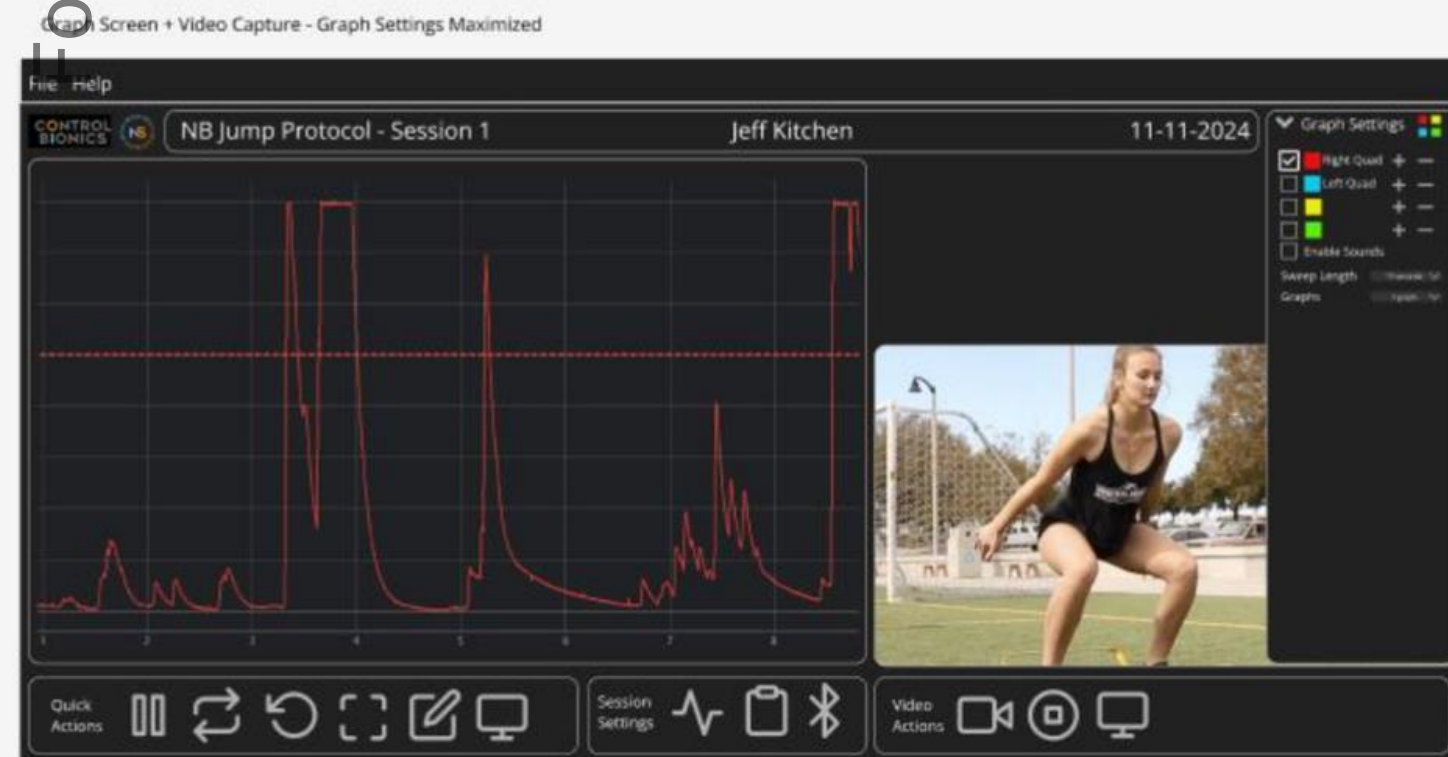 Graph Screen + Video Capture - Graph Settings Maximized
FO
File Help
CONTROL BIONICS
NB
NB Jump Protocol - Session 1
Jeff Kitchen
11-11-2024
Graph Settings
Right Quad + −
Left Quad + −
+ −
+ −
Enable Sounds
Sweep Length
Graphs
1 2 3 4 5 6 7 8
Quick Actions
Session Settings
Video Actions